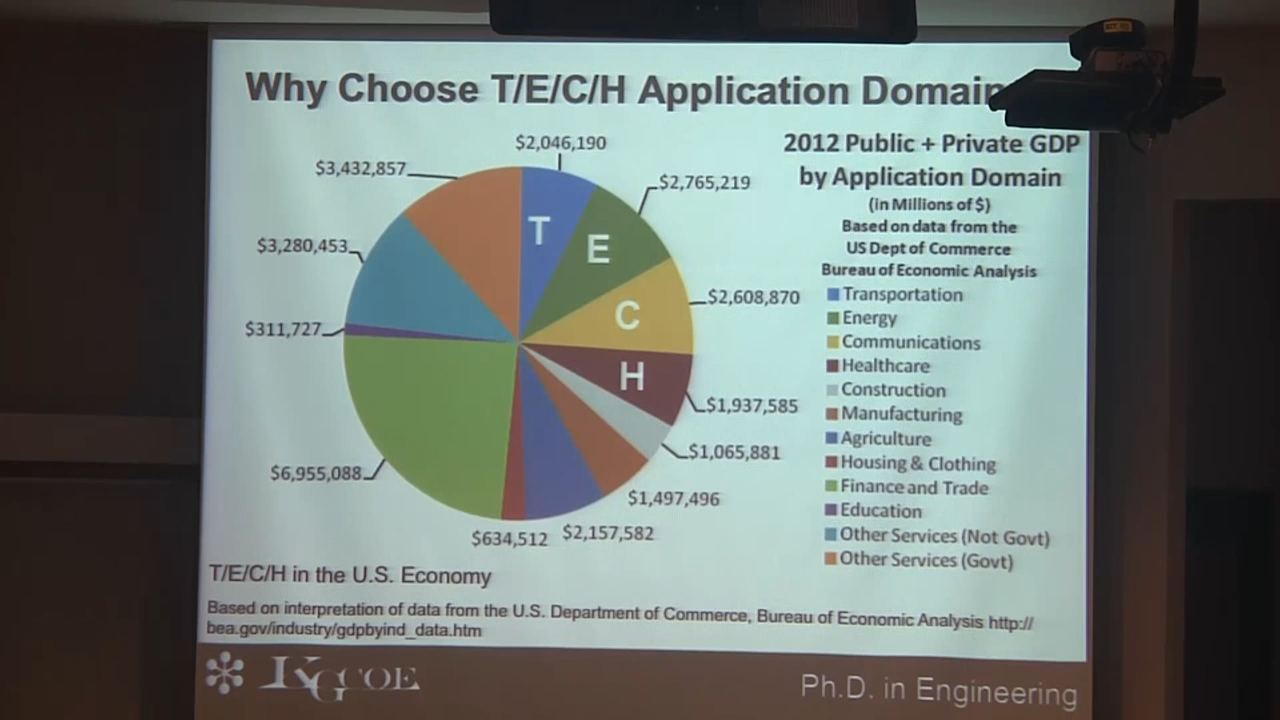 Why Choose T/E/C/H Application Domain
$2,046,190
$3,432,857
$2,765,219
$3,280,453
$2,608,870
$311,727
$1,937,585
$1,065,881
$6,955,088
$1,497,496
$634,512
$2,157,582
T
E
C
H
2012 Public + Private GDP
by Application Domain
(in Millions of $)
Based on data from the
US Dept of Commerce
Bureau of Economic Analysis
Transportation
Energy
Communications
Healthcare
Construction
Manufacturing
Agriculture
Housing & Clothing
Finance and Trade
Education
Other Services (Not Govt)
Other Services (Govt)
T/E/C/H in the U.S. Economy
Based on interpretation of data from the U.S. Department of Commerce, Bureau of Economic Analysis http://
bea.gov/industry/gdpbyind_data.htm
KGCOE
Ph.D. in Engineering